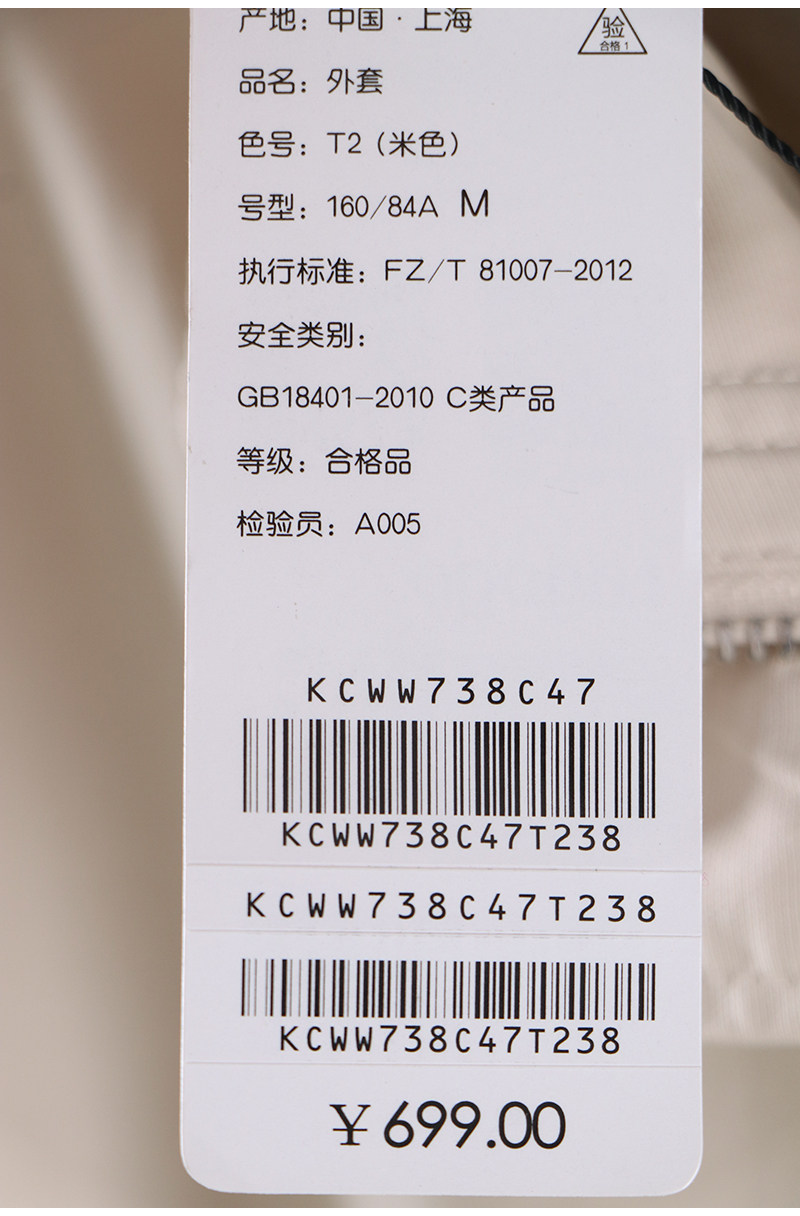 产地：中国·上海
验
合格 1
品名：外套
色号：T2（米色）
号型：160/84A M
执行标准：FZ/T 81007-2012
安全类别：
GB18401-2010 C类产品
等级：合格品
检验员：A005
KCWW738C47
KCWW738C47T238
KCWW738C47T238
KCWW738C47T238
¥699.00